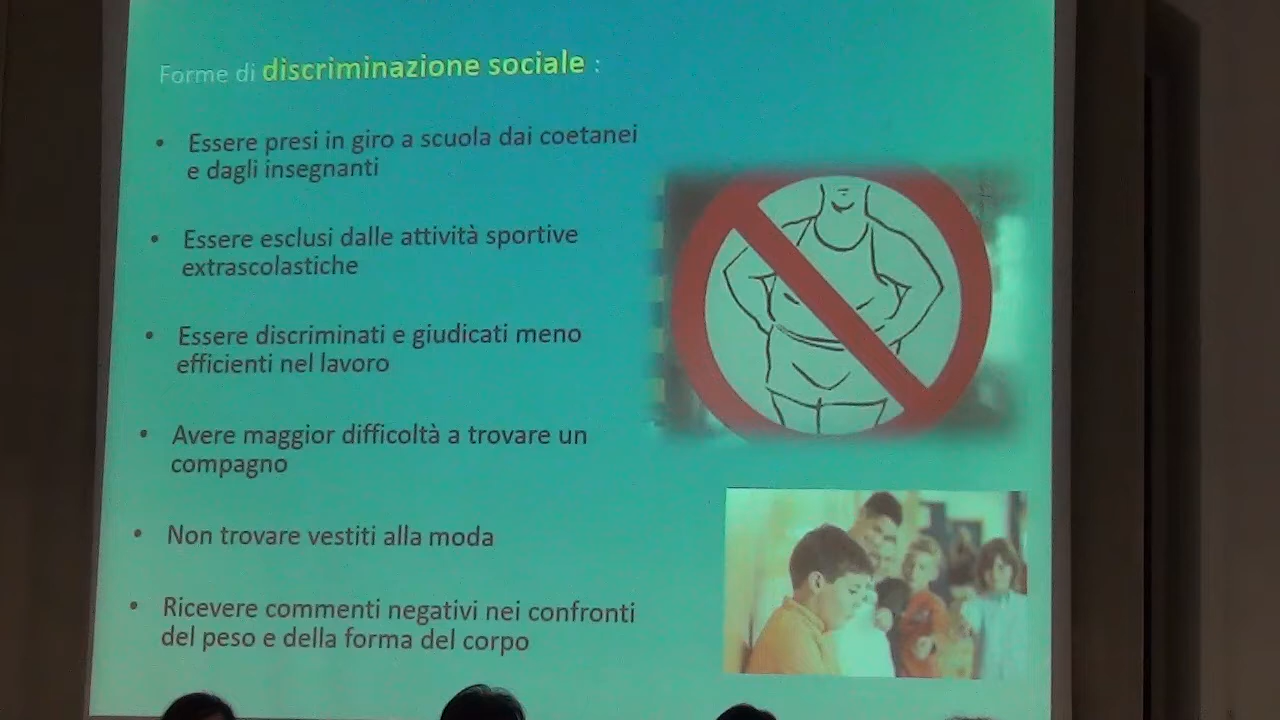 Forme di discriminazione sociale :
• Essere presi in giro a scuola dai coetanei
e dagli insegnanti
• Essere esclusi dalle attività sportive
extrascolastiche
• Essere discriminati e giudicati meno
efficienti nel lavoro
• Avere maggior difficoltà a trovare un
compagno
• Non trovare vestiti alla moda
• Ricevere commenti negativi nei confronti
del peso e della forma del corpo